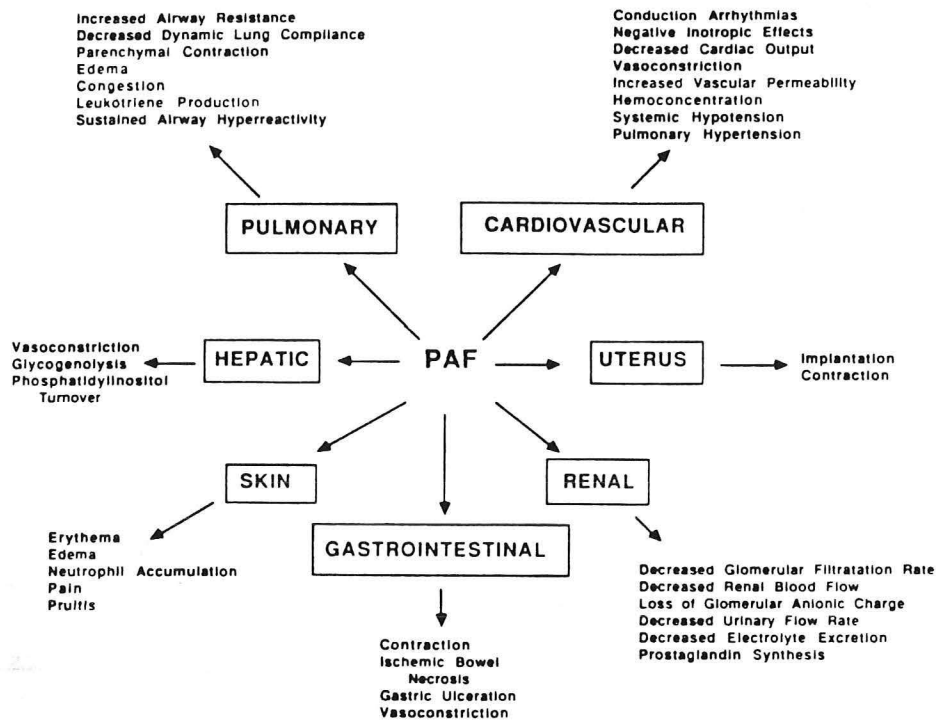 Increased Airway Resistance
Decreased Dynamic Lung Compliance
Parenchymal Contraction
Edema
Congestion
Leukotriene Production
Sustained Airway Hyperreactivity
Conduction Arrhythmias
Negative Inotropic Effects
Decreased Cardiac Output
Vasoconstriction
Increased Vascular Permeability
Hemoconcentration
Systemic Hypotension
Pulmonary Hypertension
PULMONARY
CARDIOVASCULAR
Vasoconstriction
Glycogenolysis
Phosphatidylinositol
Turnover
HEPATIC
PAF
UTERUS
Implantation
Contraction
SKIN
RENAL
GASTROINTESTINAL
Erythema
Edema
Neutrophil Accumulation
Pain
Pruitis
Contraction
Ischemic Bowel
Necrosis
Gastric Ulceration
Vasoconstriction
Decreased Glomerular Filtratation Rate
Decreased Renal Blood Flow
Loss of Glomerular Anionic Charge
Decreased Urinary Flow Rate
Decreased Electrolyte Excretion
Prostaglandin Synthesis